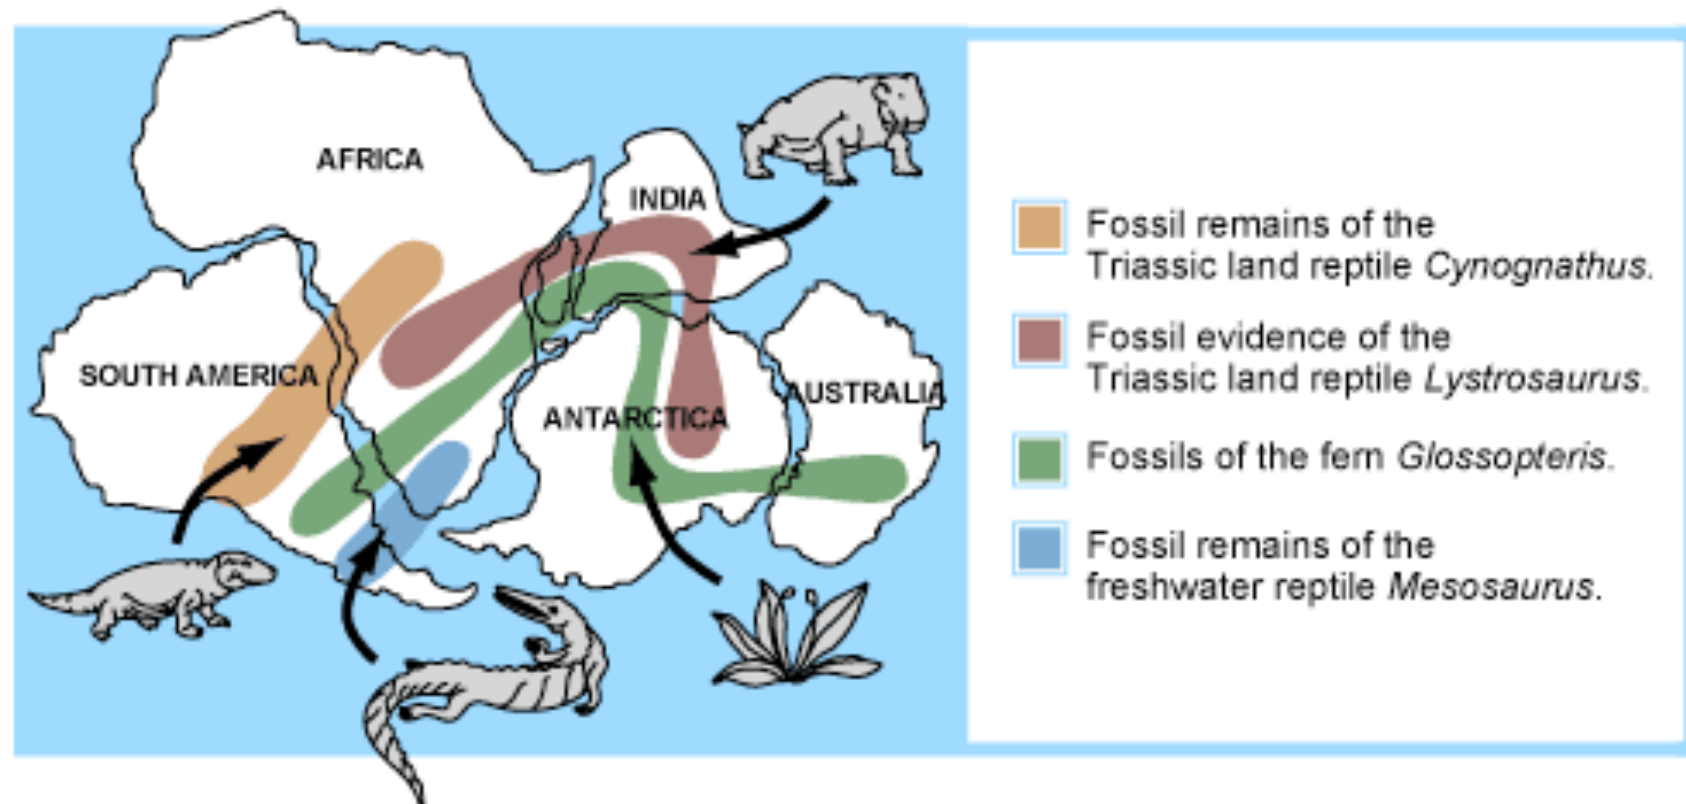 AFRICA
INDIA
SOUTH AMERICA
ANTARCTICA
AUSTRALIA
Fossil remains of the
Triassic land reptile Cynognathus.
Fossil evidence of the
Triassic land reptile Lystrosaurus.
Fossils of the fern Glossopteris.
Fossil remains of the
freshwater reptile Mesosaurus.